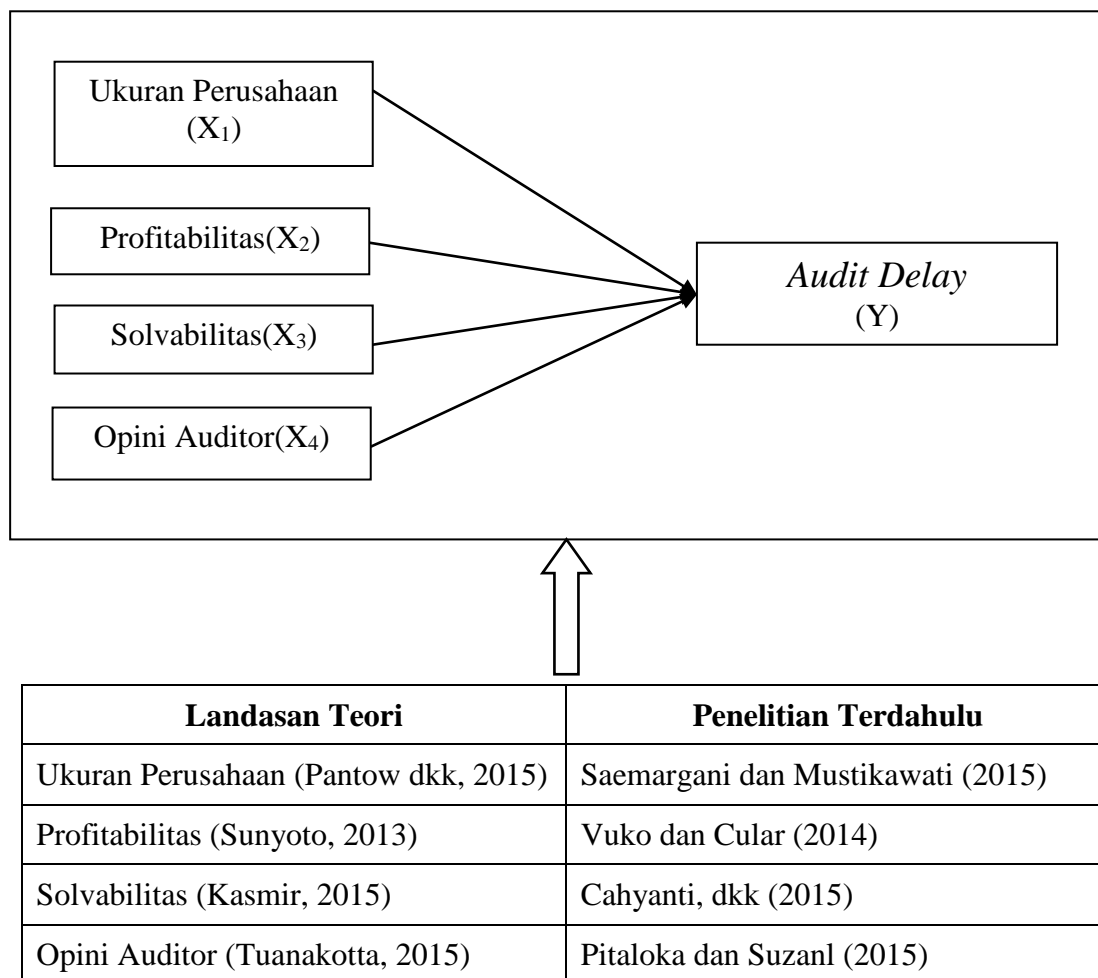 Ukuran Perusahaan
(X₁)
Profitabilitas(X₂)
Solvabilitas(X₃)
Opini Auditor(X₄)
Audit Delay
(Y)
Landasan Teori
Penelitian Terdahulu
Ukuran Perusahaan (Pantow dkk, 2015)
Saemargani dan Mustikawati (2015)
Profitabilitas (Sunyoto, 2013)
Vuko dan Cular (2014)
Solvabilitas (Kasmir, 2015)
Cahyanti, dkk (2015)
Opini Auditor (Tuanakotta, 2015)
Pitaloka dan Suzanl (2015)